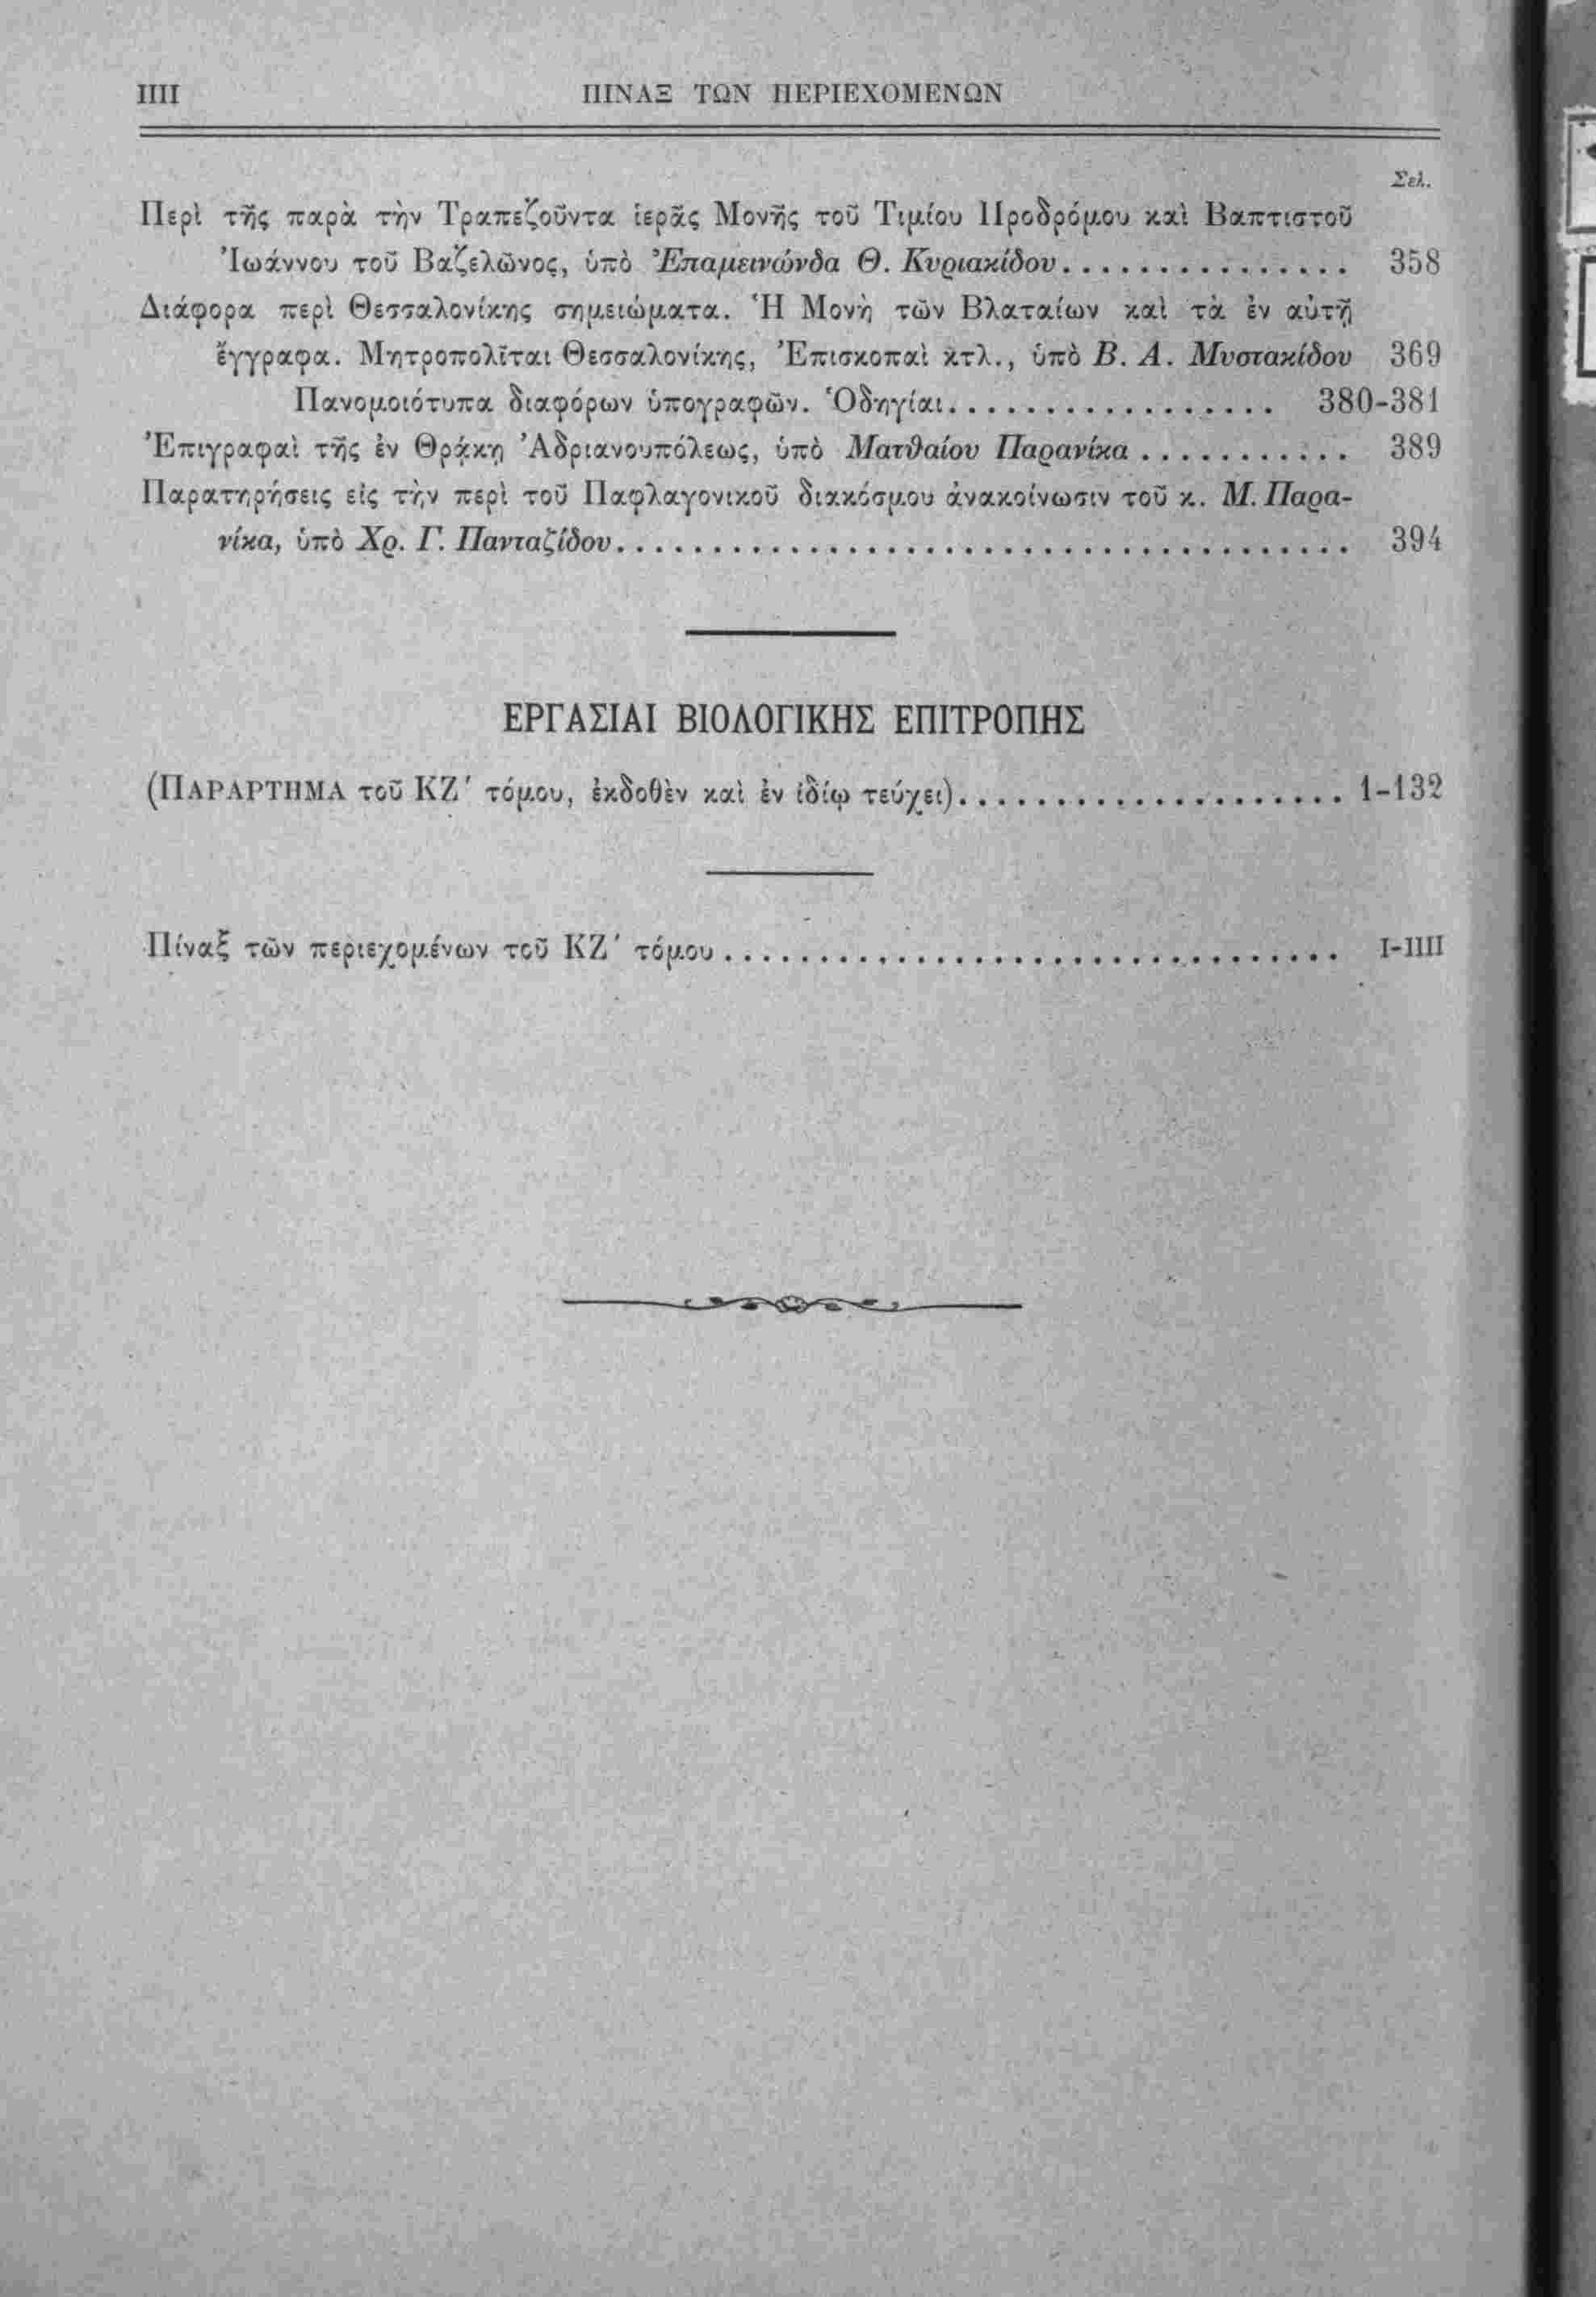 IIII ΠΙΝΑΞ ΤΩΝ ΠΕΡΙΕΧΟΜΕΝΩΝ
Σελ.
Περὶ τῆς παρὰ τὴν Τραπεζοῦντα ἱερᾶς Μονῆς τοῦ Τιμίου Προδρόμου καὶ Βαπτιστοῦ
Ἰωάννου τοῦ Βαζελῶνος, ὑπὸ Ἐπαμεινώνδα Θ. Κυριακίδου............... 358
Διάφορα περὶ Θεσσαλονίκης σημειώματα. Ἡ Μονὴ τῶν Βλαταίων καὶ τὰ ἐν αὐτῇ
ἔγγραφα. Μητροπολῖται Θεσσαλονίκης, Ἐπισκοπαὶ κτλ., ὑπὸ Β. Α. Μυστακίδου 369
Πανομοιότυπα διαφόρων ὑπογραφῶν. Ὁδηγίαι................. 380-381
Ἐπιγραφαὶ τῆς ἐν Θρᾴκῃ Ἀδριανουπόλεως, ὑπὸ Ματθαίου Παρανίκα ........... 389
Παρατηρήσεις εἰς τὴν περὶ τοῦ Παφλαγονικοῦ διακόσμου ἀνακοίνωσιν τοῦ κ. Μ. Παρα-
νίκα, ὑπὸ Χρ. Γ. Πανταζίδου...................................... 394
ΕΡΓΑΣΙΑΙ ΒΙΟΛΟΓΙΚΗΣ ΕΠΙΤΡΟΠΗΣ
(ΠΑΡΑΡΤΗΜΑ τοῦ ΚΖ΄ τόμου, ἐκδοθὲν καὶ ἐν ἰδίῳ τεύχει).................... 1-132
Πίναξ τῶν περιεχομένων τοῦ ΚΖ΄ τόμου ................................ I-IIII